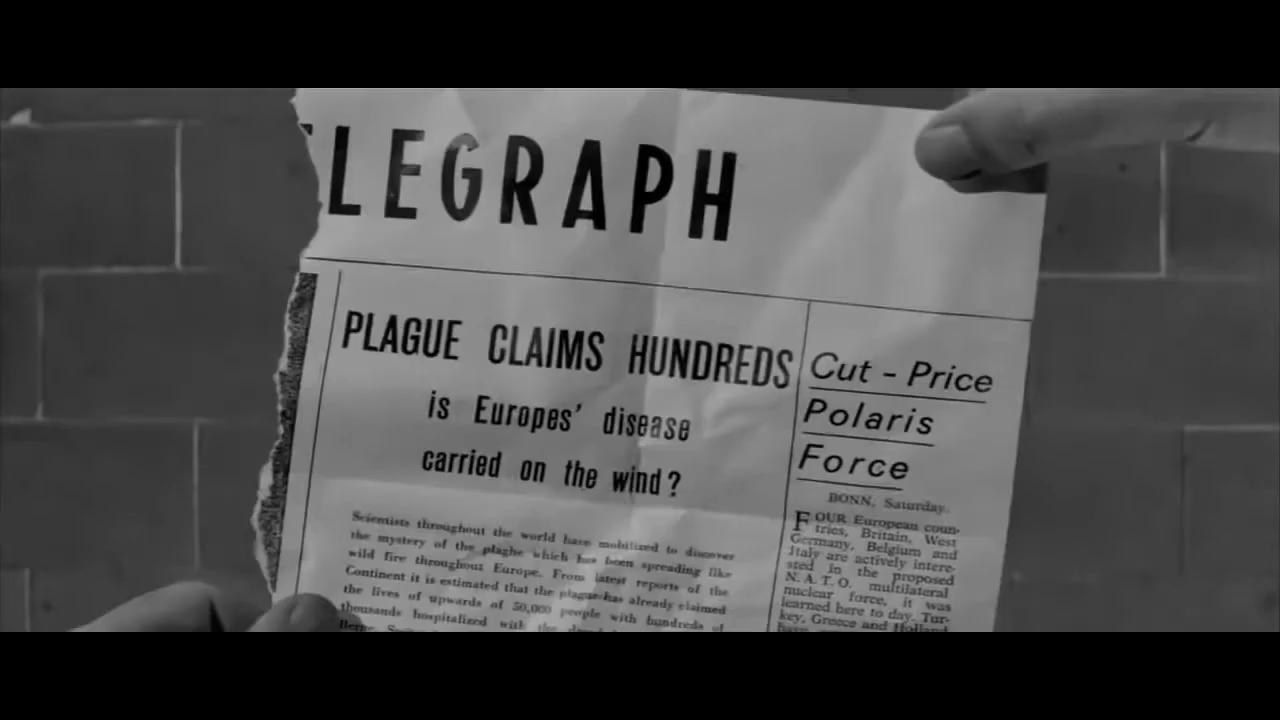 LEGRAPH
PLAGUE CLAIMS HUNDREDS
is Europes' disease
carried on the wind?
Scientists throughout the world have mobilized to discover
the mystery of the plaghe which has been spreading like
wild fire throughout Europe. From latest reports of the
Continent it is estimated that the plague has already claimed
the lives of upwards of 50,000 people with hundreds of
thousands hospitalized with the
Berne,
Cut - Price
Polaris
Force
BONN, Saturday.
FOUR European coun-
tries, Britain, West
Germany, Belgium and
Italy are actively intere-
sted in the proposed
N.A.T.O. multilateral
nuclear force, it was
learned here to day. Tur-
key, Greece and Holland
have